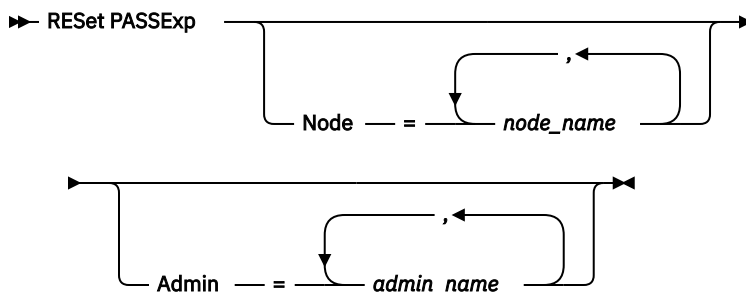 RESet PASSExp
,
Node = node_name
,
Admin = admin_name